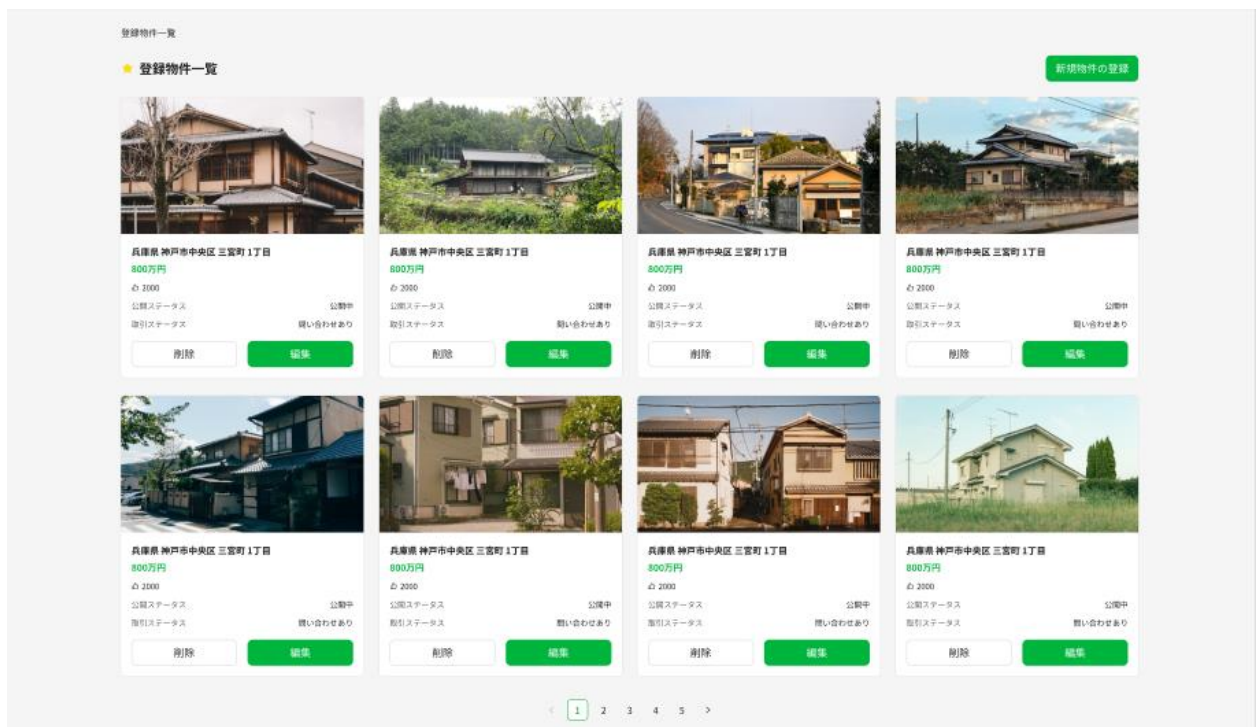 登録物件一覧
登録物件一覧
新規物件の登録
兵庫県 神戸市中央区 三宮町 1丁目
800万円
2000
公開ステータス 公開中
取引ステータス 問い合わせあり
削除 編集
兵庫県 神戸市中央区 三宮町 1丁目
800万円
2000
公開ステータス 公開中
取引ステータス 問い合わせあり
削除 編集
兵庫県 神戸市中央区 三宮町 1丁目
800万円
2000
公開ステータス 公開中
取引ステータス 問い合わせあり
削除 編集
兵庫県 神戸市中央区 三宮町 1丁目
800万円
2000
公開ステータス 公開中
取引ステータス 問い合わせあり
削除 編集
兵庫県 神戸市中央区 三宮町 1丁目
800万円
2000
公開ステータス 公開中
取引ステータス 問い合わせあり
削除 編集
兵庫県 神戸市中央区 三宮町 1丁目
800万円
2000
公開ステータス 公開中
取引ステータス 問い合わせあり
削除 編集
兵庫県 神戸市中央区 三宮町 1丁目
800万円
2000
公開ステータス 公開中
取引ステータス 問い合わせあり
削除 編集
兵庫県 神戸市中央区 三宮町 1丁目
800万円
2000
公開ステータス 公開中
取引ステータス 問い合わせあり
削除 編集
< 1 2 3 4 5 >